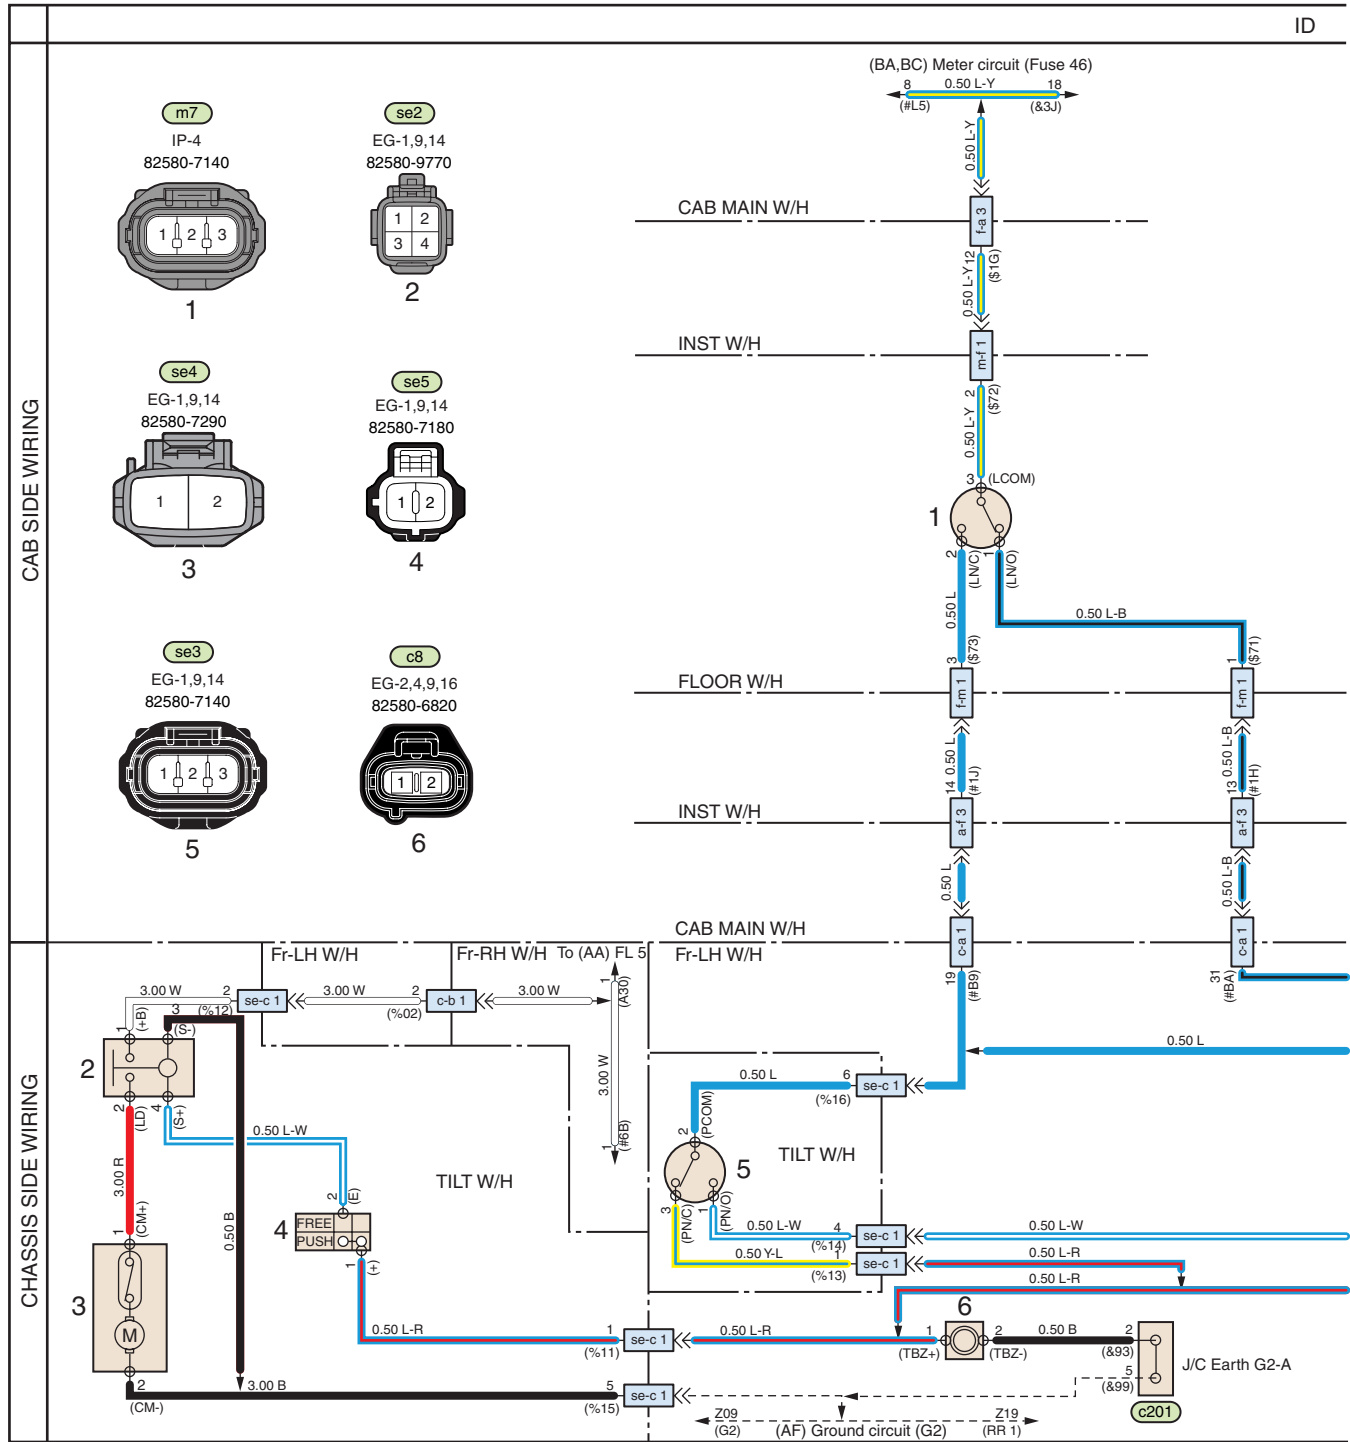 ID
CAB SIDE WIRING
m7
IP-4
82580-7140
1 2 3
1
se2
EG-1,9,14
82580-9770
1 2
3 4
2
se4
EG-1,9,14
82580-7290
1 2
3
se5
EG-1,9,14
82580-7180
1 2
4
se3
EG-1,9,14
82580-7140
1 2 3
5
c8
EG-2,4,9,16
82580-6820
1 2
6
(BA,BC) Meter circuit (Fuse 46)
8 0.50 L-Y 18
(#L5) (&3J)
0.50 L-Y
CAB MAIN W/H
f-a 3
12
($1G)
0.50 L-Y
INST W/H
m-f 1
2
($72)
0.50 L-Y
3 (LCOM)
1
2 (LN/C)
1 (LN/O)
0.50 L
0.50 L-B
3 ($73)
1 ($71)
FLOOR W/H
f-m 1
f-m 1
0.50 L
0.50 L-B
14 (#1J)
13 (#1H)
INST W/H
a-f 3
a-f 3
0.50 L
0.50 L-B
CAB MAIN W/H
c-a 1
c-a 1
19 (#B9)
31 (#BA)
CHASSIS SIDE WIRING
Fr-LH W/H
Fr-RH W/H
To (AA) FL 5
Fr-LH W/H
3.00 W
2
(%12)
se-c 1
3.00 W
2
(%02)
c-b 1
3.00 W
1 (A30)
3.00 W
1 (#6B)
1 (+B)
3
(S-)
2
2 (LD)
4 (S+)
0.50 L-W
3.00 R
0.50 B
2 (E)
TILT W/H
4
FREE
PUSH
1 (+)
1 (CM+)
3
M
2
(CM-)
3.00 B
5
(%15)
se-c 1
0.50 L-R
1
(%11)
se-c 1
0.50 L-R
0.50 L
0.50 L
6
(%16)
se-c 1
2 (PCOM)
5
TILT W/H
3 (PN/C)
1 (PN/O)
0.50 L-W
4
(%14)
se-c 1
0.50 L-W
0.50 Y-L
1
(%13)
se-c 1
0.50 L-R
0.50 L-R
6
1
(TBZ+)
2
(TBZ-)
0.50 B
2
(&93)
5
(&99)
J/C Earth G2-A
c201
Z09
(G2)
(AF) Ground circuit (G2)
Z19
(RR 1)